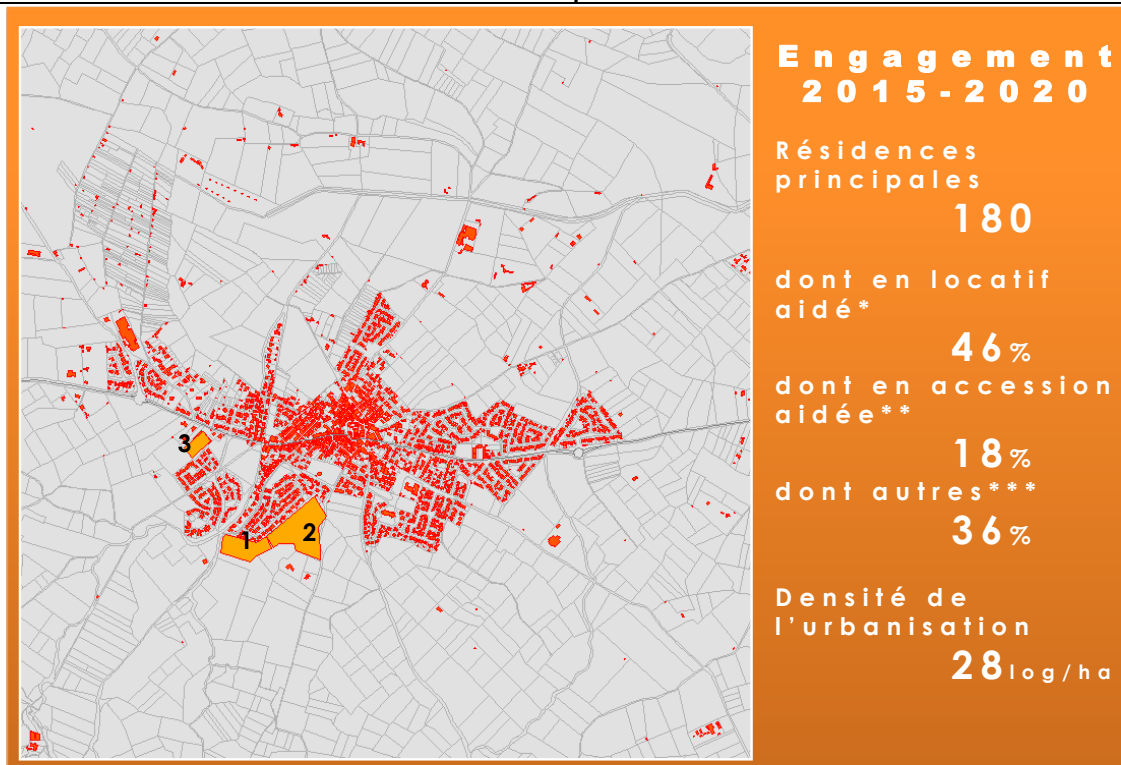 Engagement
2015-2020
Résidences
principales
180
dont en locatif
aidé*
46%
dont en accession
aidée**
18%
dont autres***
36%
Densité de
l'urbanisation
28log/ha
3
1
2